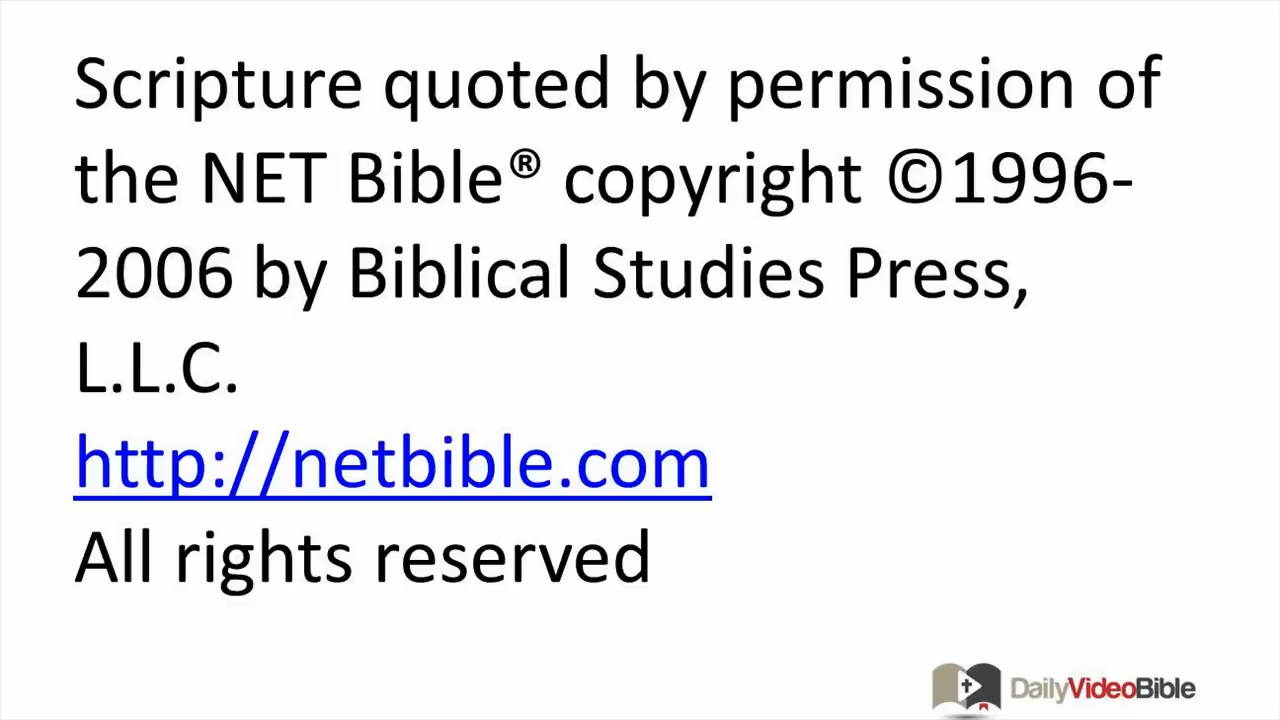 Scripture quoted by permission of
the NET Bible® copyright ©1996-
2006 by Biblical Studies Press,
L.L.C.
http://netbible.com
All rights reserved
DailyVideoBible